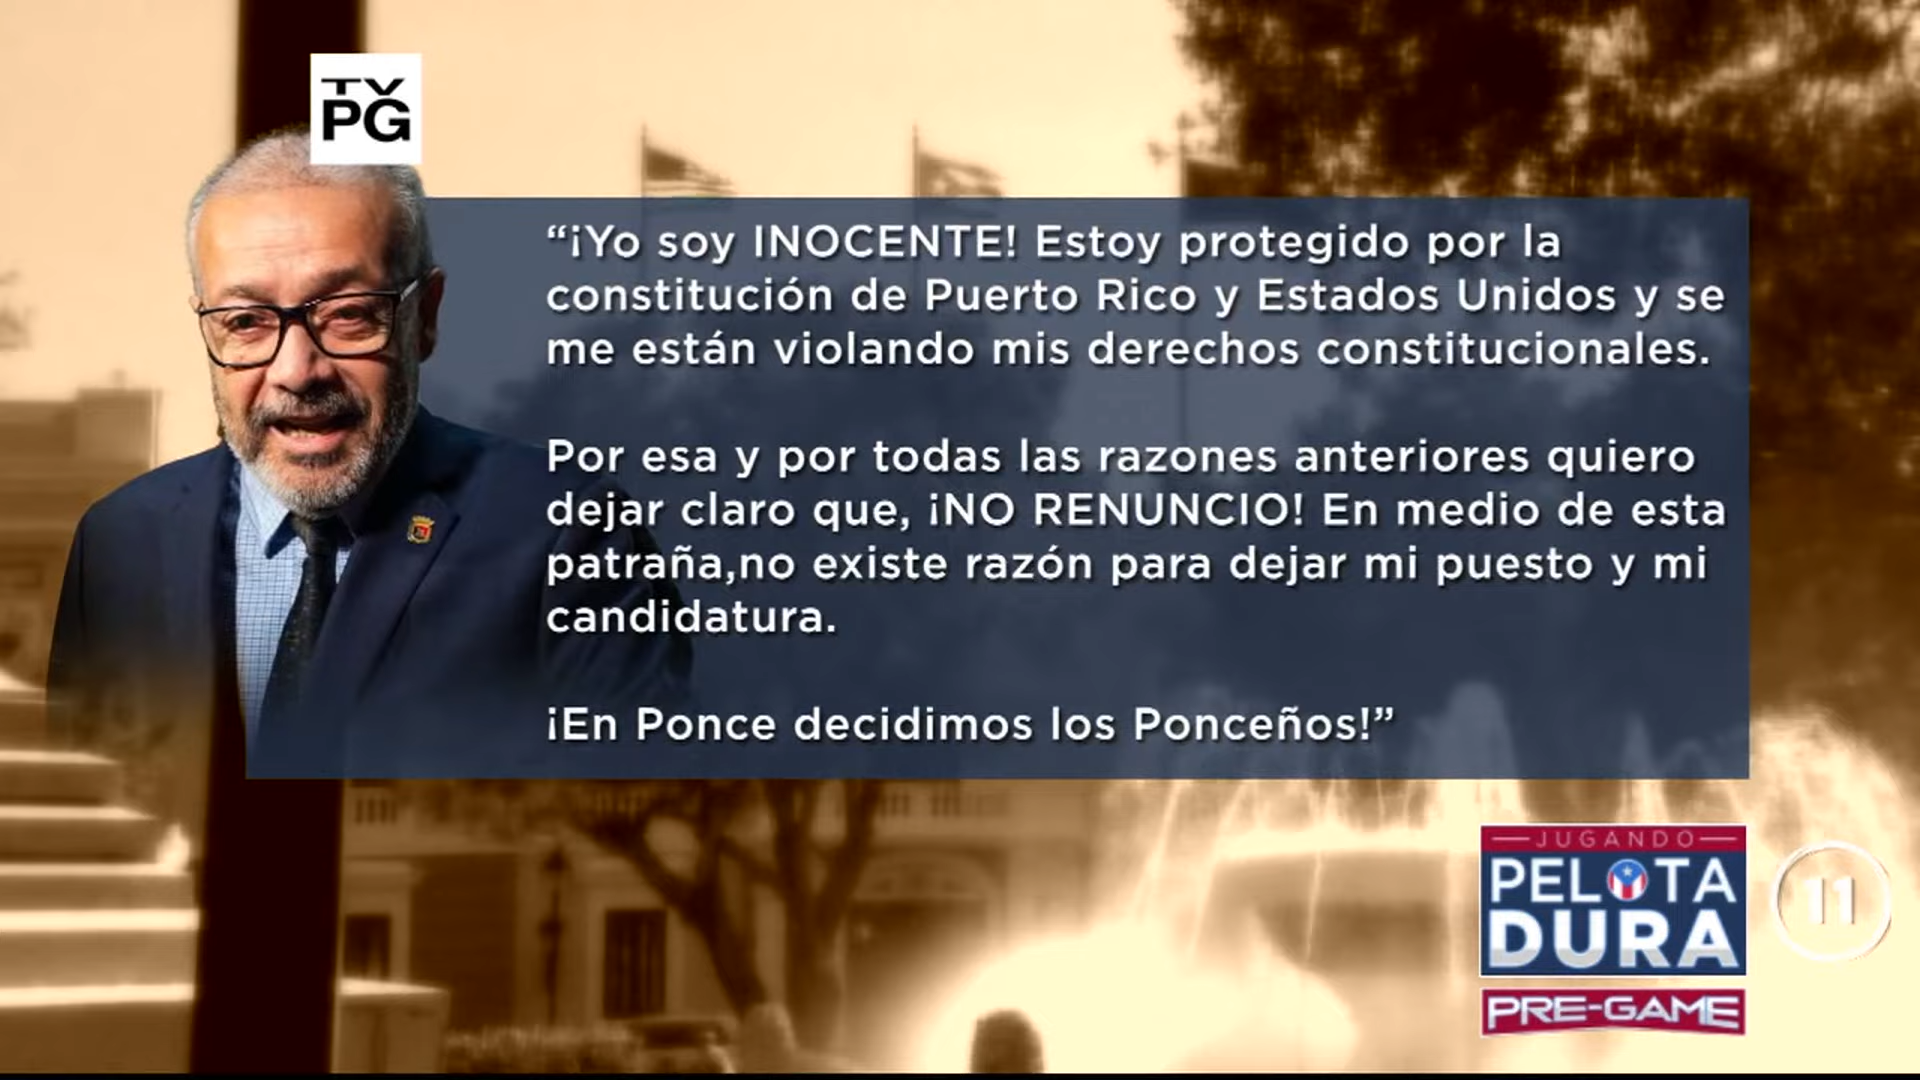 TV
PG
“¡Yo soy INOCENTE! Estoy protegido por la
constitución de Puerto Rico y Estados Unidos y se
me están violando mis derechos constitucionales.
Por esa y por todas las razones anteriores quiero
dejar claro que, ¡NO RENUNCIO! En medio de esta
patraña,no existe razón para dejar mi puesto y mi
candidatura.
¡En Ponce decidimos los Ponceños!”
JUGANDO
PELOTA
DURA
PRE-GAME
11